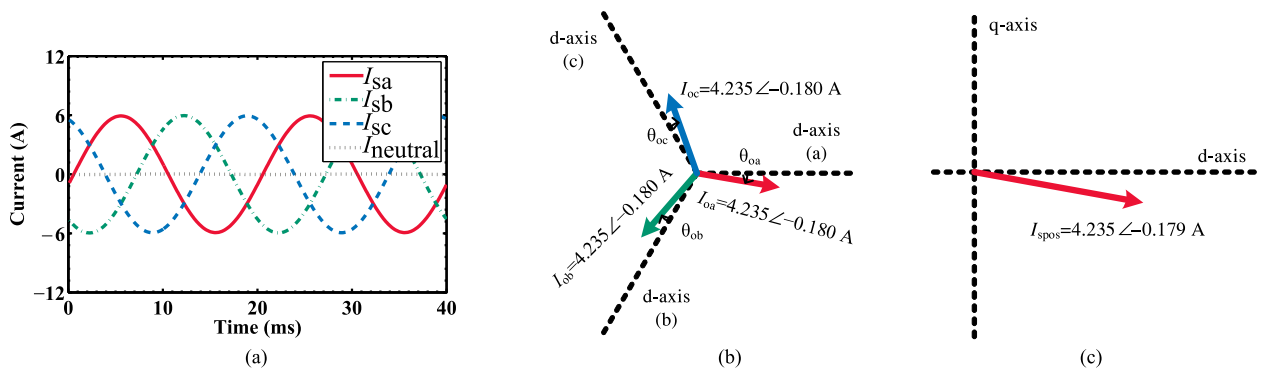 12
6
0
−6
−12
0
10
20
30
40
Current (A)
Time (ms)
Isa
Isb
Isc
Ineutral
(a)
d-axis
(c)
Ioc=4.235∠−0.180 A
θoc
d-axis
(a)
θoa
Ioa=4.235∠−0.180 A
Iob=4.235∠−0.180 A
θob
d-axis
(b)
(b)
q-axis
d-axis
Ispos=4.235∠−0.179 A
(c)